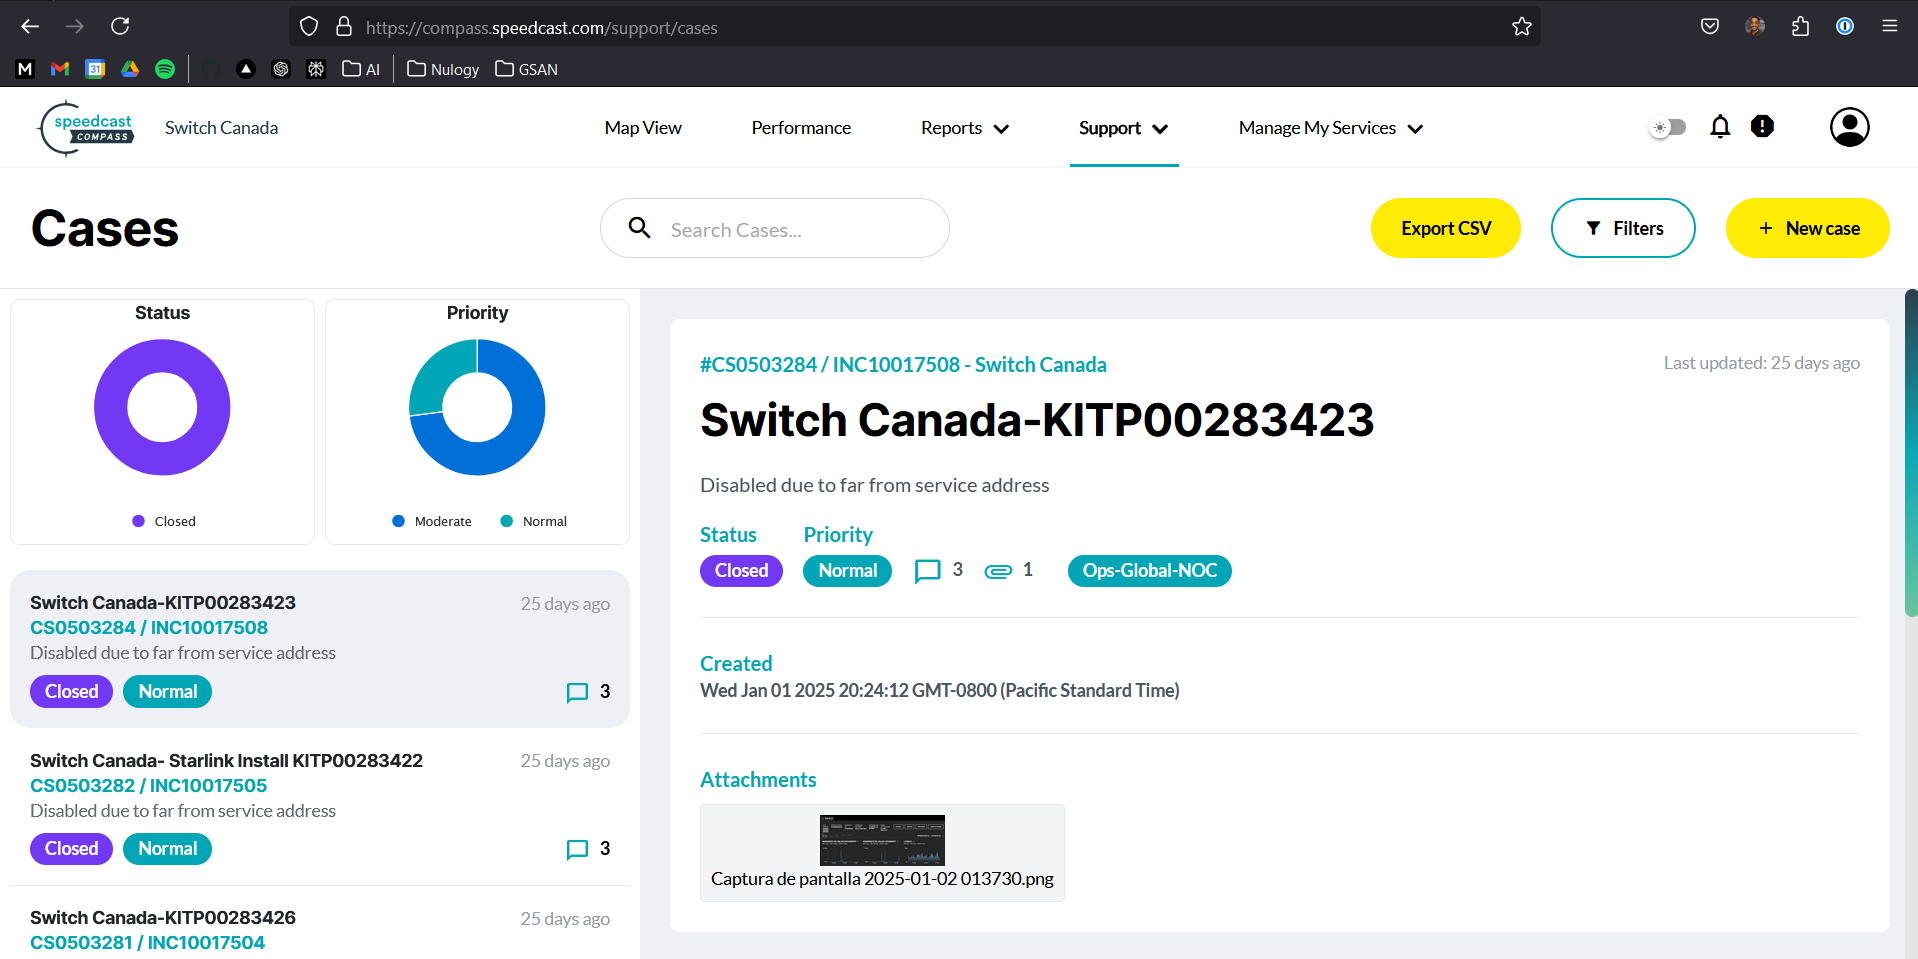 https://compass.speedcast.com/support/cases
M
31
AI
Nulogy
GSAN
speedcast
COMPASS
Switch Canada
Map View
Performance
Reports
Support
Manage My Services
Cases
Search Cases...
Export CSV
Filters
+ New case
Status
Closed
Priority
Moderate
Normal
Switch Canada-KITP00283423
25 days ago
CS0503284 / INC10017508
Disabled due to far from service address
Closed
Normal
3
Switch Canada- Starlink Install KITP00283422
25 days ago
CS0503282 / INC10017505
Disabled due to far from service address
Closed
Normal
3
Switch Canada-KITP00283426
25 days ago
CS0503281 / INC10017504
#CS0503284 / INC10017508 - Switch Canada
Last updated: 25 days ago
Switch Canada-KITP00283423
Disabled due to far from service address
Status
Priority
Closed
Normal
3
1
Ops-Global-NOC
Created
Wed Jan 01 2025 20:24:12 GMT-0800 (Pacific Standard Time)
Attachments
Captura de pantalla 2025-01-02 013730.png